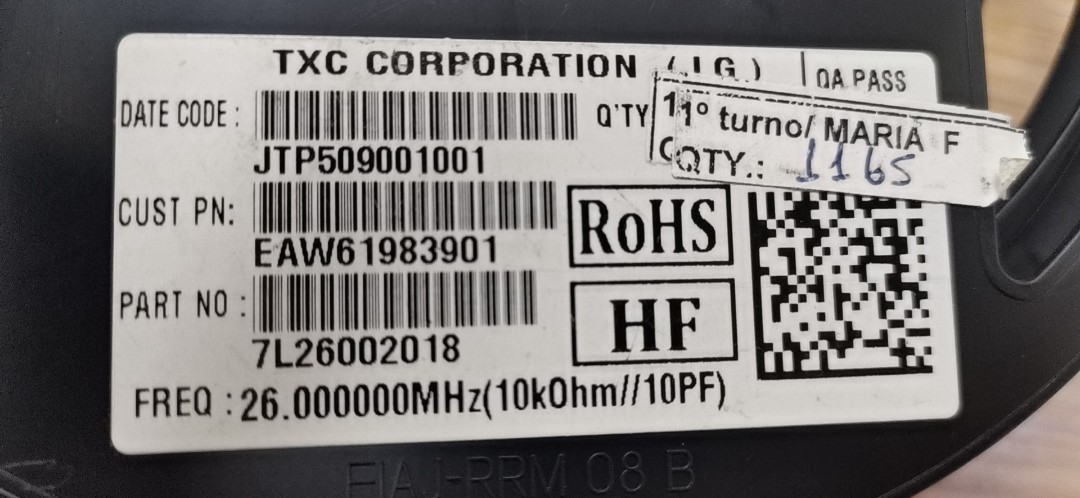 TXC CORPORATION (J.G.)
QA PASS
DATE CODE :
Q'TY
JTP509001001
11º turno/ MARIA F
QTY.: 1165
CUST PN:
EAW61983901
RoHS
PART NO :
7L26002018
HF
FREQ : 26.000000MHz(10kOhm//10PF)
EIAJ-RRM 08 B